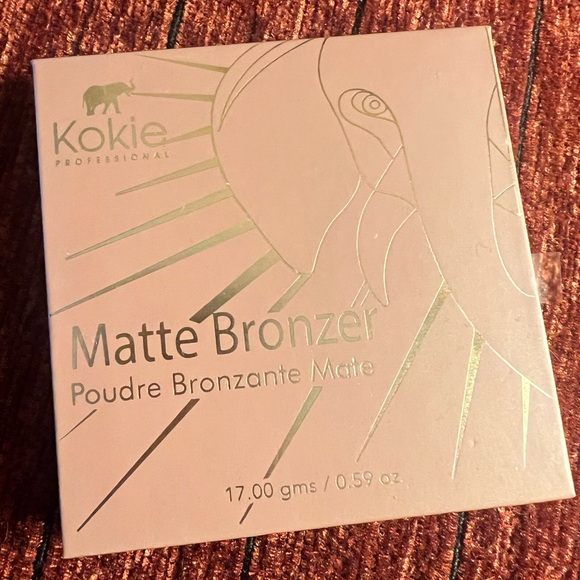 Kokie
PROFESSIONAL
Matte Bronzer
Poudre Bronzante Mate
17.00 gms / 0.59 oz